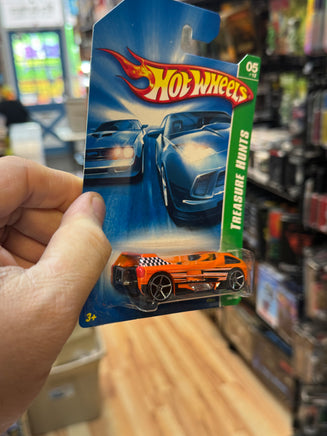 HOT WHEELS
05
TREASURE HUNTS
3+